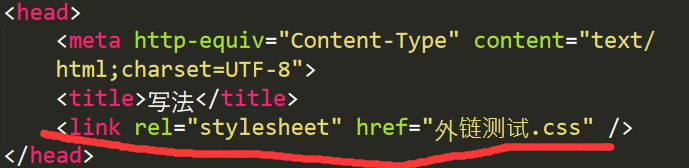 <head>
<meta http-equiv="Content-Type" content="text/
html;charset=UTF-8">
<title>写法</title>
<link rel="stylesheet" href="外链测试.css" />
</head>